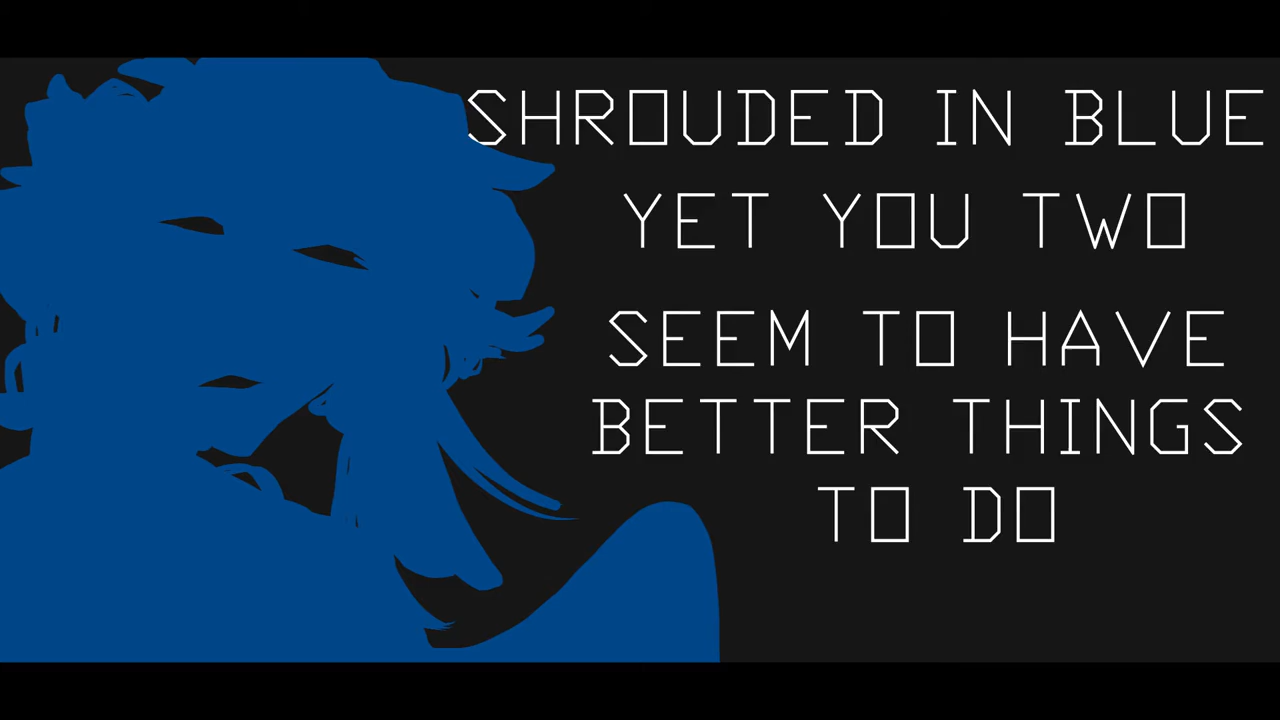 SHROUDED IN BLUE
YET YOU TWO
SEEM TO HAVE
BETTER THINGS
TO DO